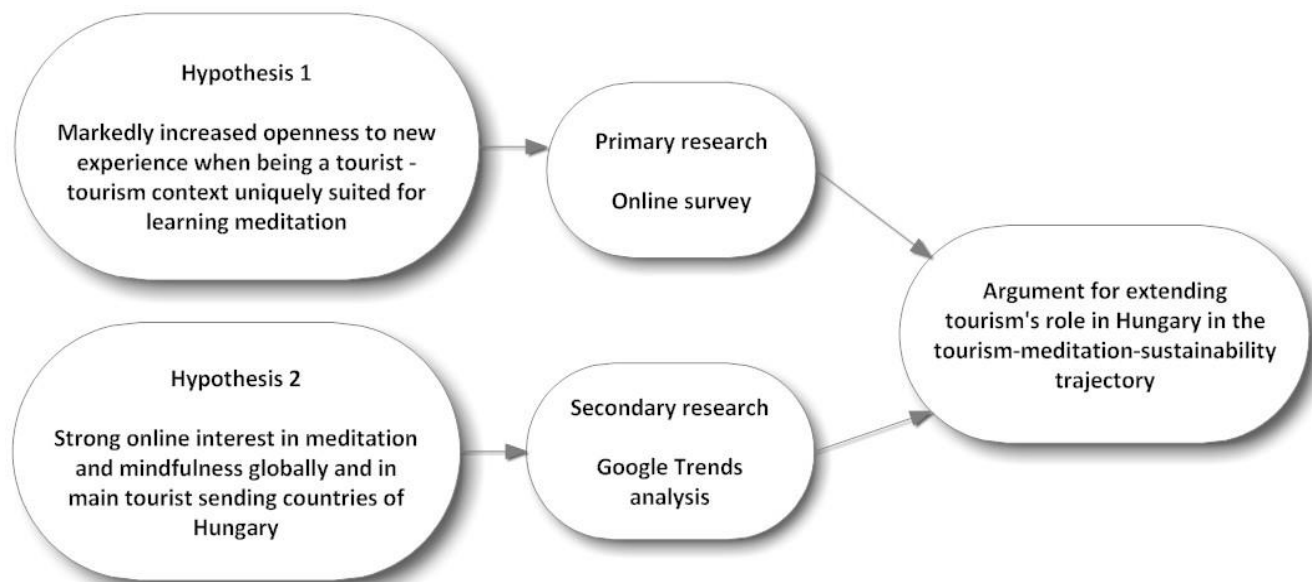 Hypothesis 1
Markedly increased openness to new
experience when being a tourist -
tourism context uniquely suited for
learning meditation
Primary research
Online survey
Hypothesis 2
Strong online interest in meditation
and mindfulness globally and in
main tourist sending countries of
Hungary
Secondary research
Google Trends
analysis
Argument for extending
tourism's role in Hungary in the
tourism-meditation-sustainability
trajectory